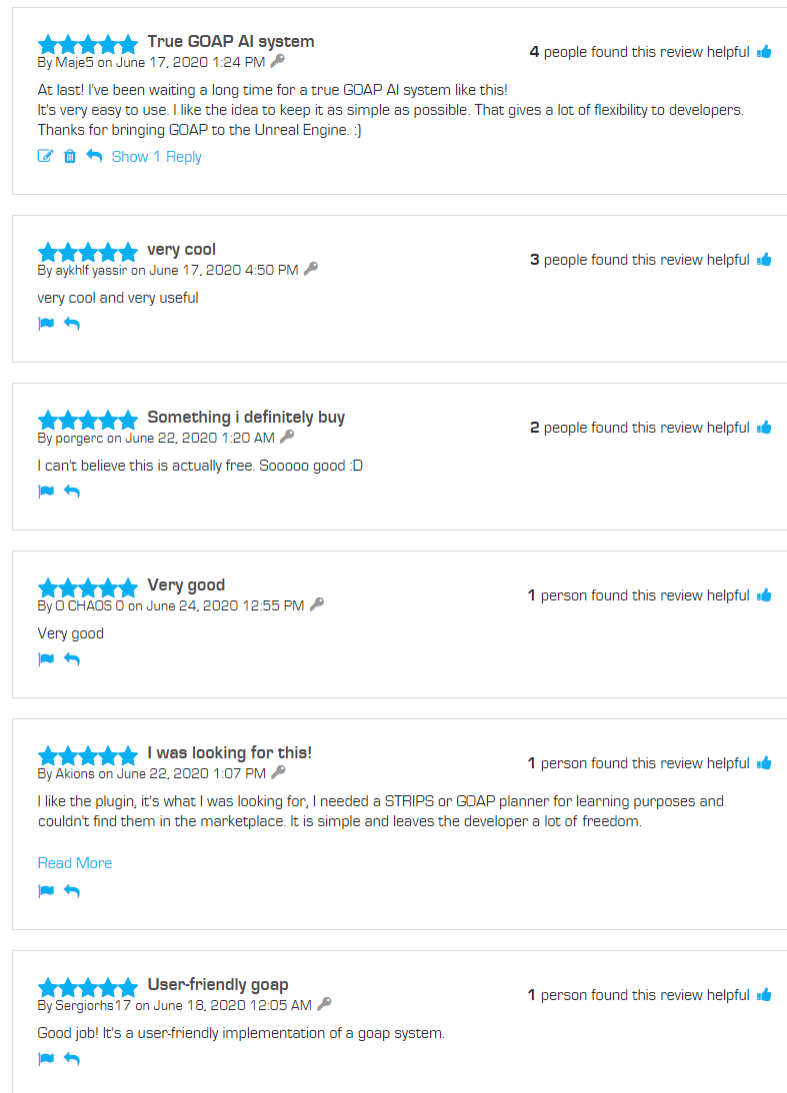 True GOAP AI system
4 people found this review helpful
By Maje5 on June 17, 2020 1:24 PM
At last! I've been waiting a long time for a true GOAP AI system like this!
It's very easy to use. I like the idea to keep it as simple as possible. That gives a lot of flexibility to developers.
Thanks for bringing GOAP to the Unreal Engine. :)
Show 1 Reply
very cool
3 people found this review helpful
By aykhlf yassir on June 17, 2020 4:50 PM
very cool and very useful
Something i definitely buy
2 people found this review helpful
By porgerc on June 22, 2020 1:20 AM
I can't believe this is actually free. Sooooo good :D
Very good
1 person found this review helpful
By O CHAOS O on June 24, 2020 12:55 PM
Very good
I was looking for this!
1 person found this review helpful
By Akions on June 22, 2020 1:07 PM
I like the plugin, it's what I was looking for, I needed a STRIPS or GOAP planner for learning purposes and
couldn't find them in the marketplace. It is simple and leaves the developer a lot of freedom.
Read More
User-friendly goap
1 person found this review helpful
By Sergiorhs17 on June 18, 2020 12:05 AM
Good job! It's a user-friendly implementation of a goap system.